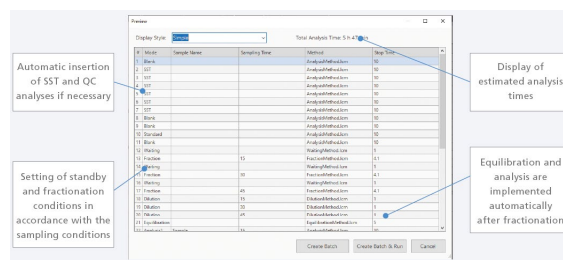 Preview
Display Style: Simple
Total Analysis Time: 5 h 47
# Mode Sample Name Sampling Time Method Stop Time
1 Blank AnalysisMethod.lcm 10
2 SST AnalysisMethod.lcm 10
3 SST AnalysisMethod.lcm 10
4 SST AnalysisMethod.lcm 10
5 SST AnalysisMethod.lcm 10
6 SST AnalysisMethod.lcm 10
7 SST AnalysisMethod.lcm 10
8 Blank AnalysisMethod.lcm 10
9 Blank AnalysisMethod.lcm 10
10 Standard AnalysisMethod.lcm 10
11 Blank AnalysisMethod.lcm 10
12 Waiting WaitingMethod.lcm 1
13 Fraction 15 FractionMethod.lcm 4.1
14 Waiting WaitingMethod.lcm 1
15 Fraction 30 FractionMethod.lcm 4.1
16 Waiting WaitingMethod.lcm 1
17 Fraction 45 FractionMethod.lcm 4.1
18 Dilution 15 DilutionMethod.lcm 1
19 Dilution 30 DilutionMethod.lcm 1
20 Dilution 45 DilutionMethod.lcm 1
21 Equilibration EquilibrationMethod.lcm 1
Create Batch
Create Batch & Run
Cancel
Automatic insertion
of SST and QC
analyses if necessary
Setting of standby
and fractionation
conditions in
accordance with the
sampling conditions
Display of
estimated analysis
times
Equilibration and
analysis are
implemented
automatically
after fractionation